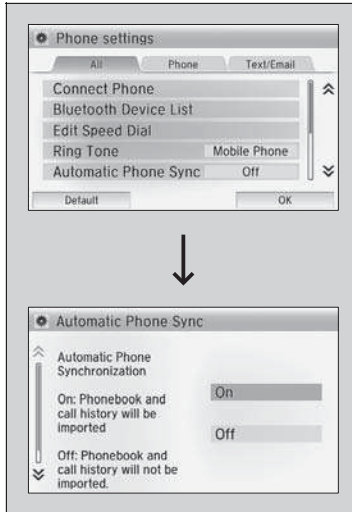 Phone settings
All Phone Text/Email
Connect Phone
Bluetooth Device List
Edit Speed Dial
Ring Tone Mobile Phone
Automatic Phone Sync Off
Default OK
Automatic Phone Sync
Automatic Phone
Synchronization
On: Phonebook and
call history will be
imported
Off: Phonebook and
call history will not be
imported.
On
Off